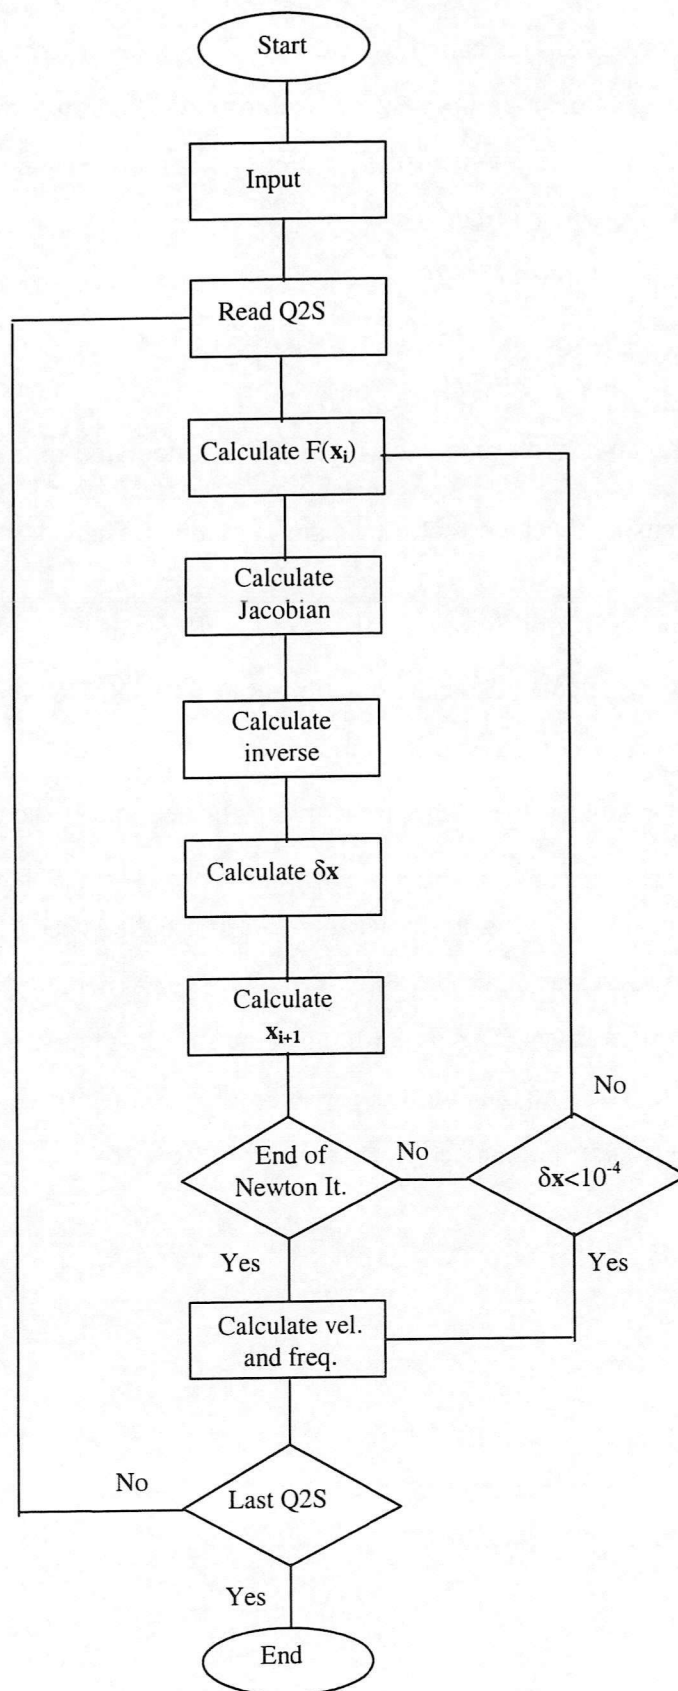 Start
Input
Read Q2S
Calculate F(xᵢ)
Calculate
Jacobian
Calculate
inverse
Calculate δx
Calculate
xᵢ₊₁
No
End of
Newton It.
No
δx<10⁻⁴
Yes
Yes
Calculate vel.
and freq.
No
Last Q2S
Yes
End